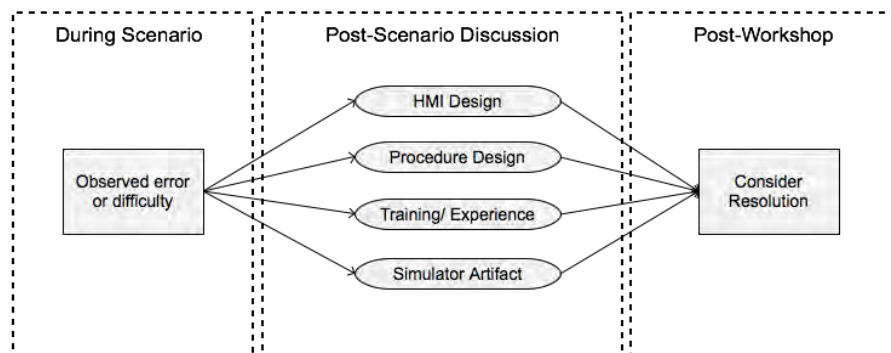 During Scenario
Post-Scenario Discussion
Post-Workshop
Observed error
or difficulty
HMI Design
Procedure Design
Training/ Experience
Simulator Artifact
Consider
Resolution